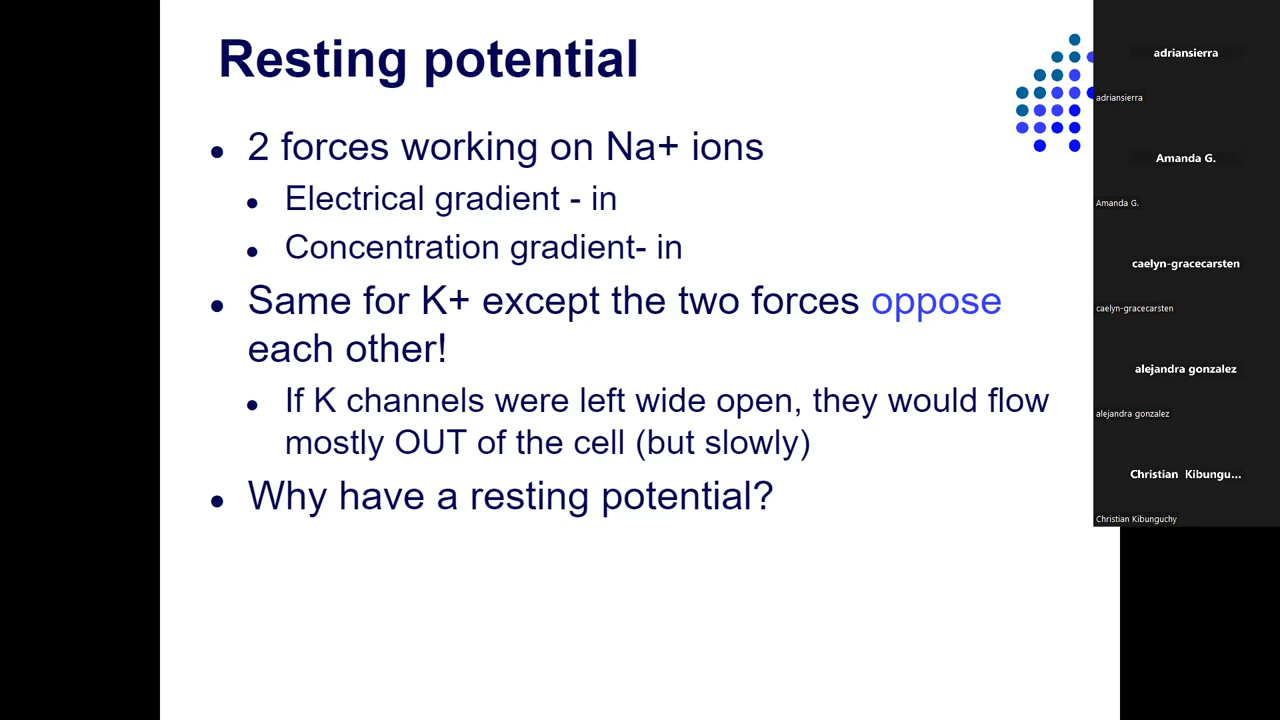 Resting potential
• 2 forces working on Na+ ions
• Electrical gradient - in
• Concentration gradient- in
• Same for K+ except the two forces oppose
each other!
• If K channels were left wide open, they would flow
mostly OUT of the cell (but slowly)
• Why have a resting potential?
adriansierra
adriansierra
Amanda G.
Amanda G.
caelyn-gracecarsten
caelyn-gracecarsten
alejandra gonzalez
alejandra gonzalez
Christian Kibungu...
Christian Kibunguchy